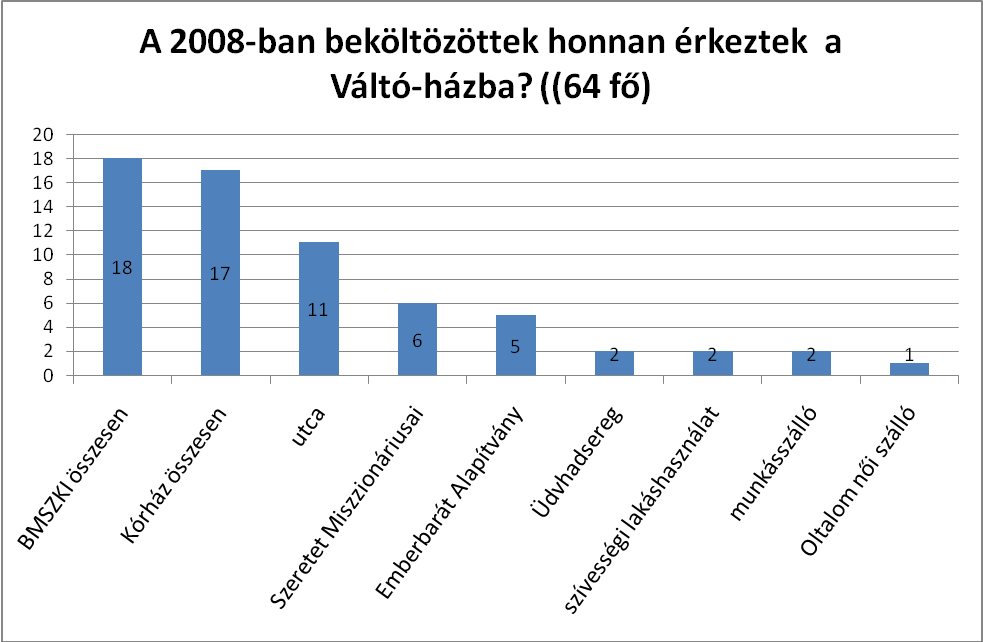 A 2008-ban beköltözöttek honnan érkeztek a
Váltó-házba? ((64 fő)
20
18
16
14
12
10
8
6
4
2
0
18
17
11
6
5
2
2
2
1
BMSZKI összesen
Kórház összesen
utca
Szeretet Miszzionáriusai
Emberbarát Alapítvány
Üdvhadsereg
szívességi lakáshasználat
munkásszálló
Oltalom női szálló